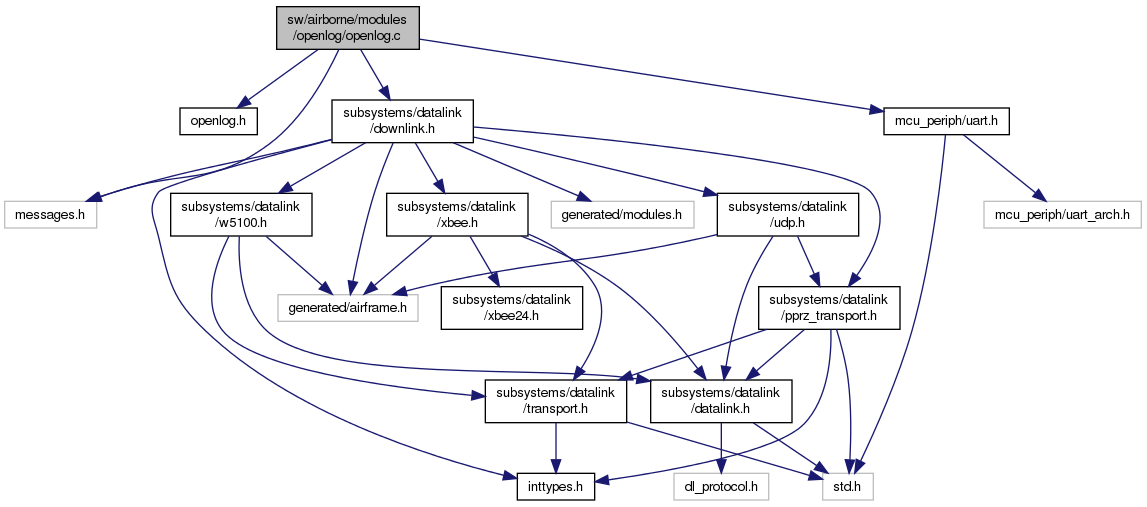 sw/airborne/modules
/openlog/openlog.c
openlog.h
subsystems/datalink
/downlink.h
mcu_periph/uart.h
messages.h
subsystems/datalink
/w5100.h
subsystems/datalink
/xbee.h
generated/modules.h
subsystems/datalink
/udp.h
mcu_periph/uart_arch.h
generated/airframe.h
subsystems/datalink
/xbee24.h
subsystems/datalink
/pprz_transport.h
subsystems/datalink
/transport.h
subsystems/datalink
/datalink.h
inttypes.h
dl_protocol.h
std.h